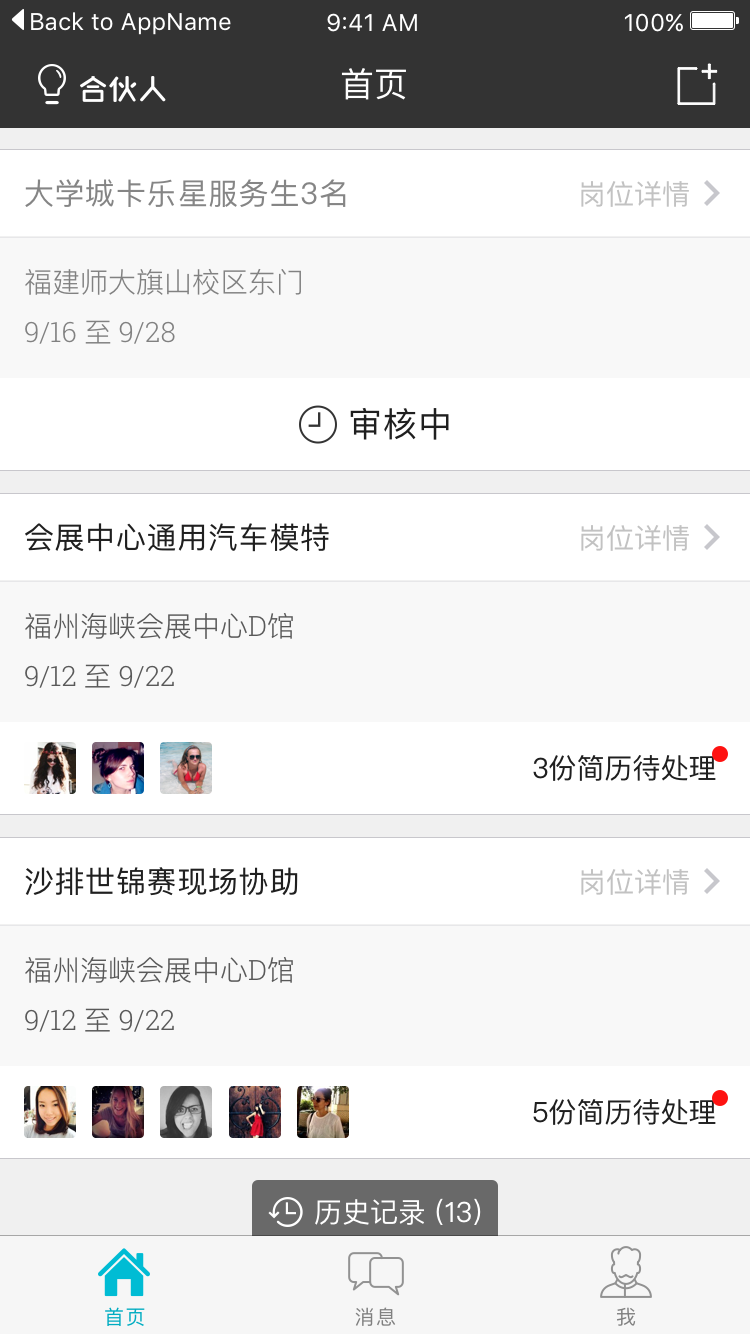 Back to AppName 9:41 AM 100%
合伙人 首页
大学城卡乐星服务生3名 岗位详情
福建师大旗山校区东门
9/16 至 9/28
审核中
会展中心通用汽车模特 岗位详情
福州海峡会展中心D馆
9/12 至 9/22
3份简历待处理
沙排世锦赛现场协助 岗位详情
福州海峡会展中心D馆
9/12 至 9/22
5份简历待处理
历史记录 (13)
首页 消息 我